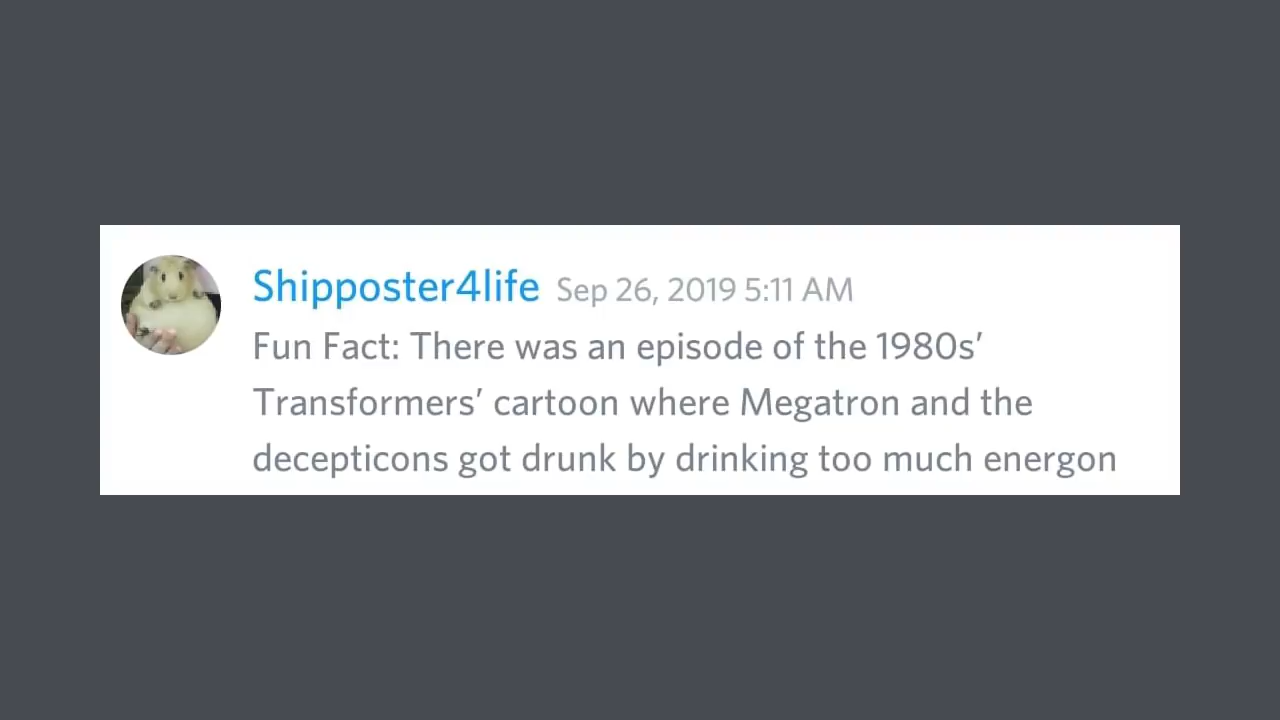 Shipposter4life Sep 26, 2019 5:11 AM
Fun Fact: There was an episode of the 1980s’
Transformers’ cartoon where Megatron and the
decepticons got drunk by drinking too much energon